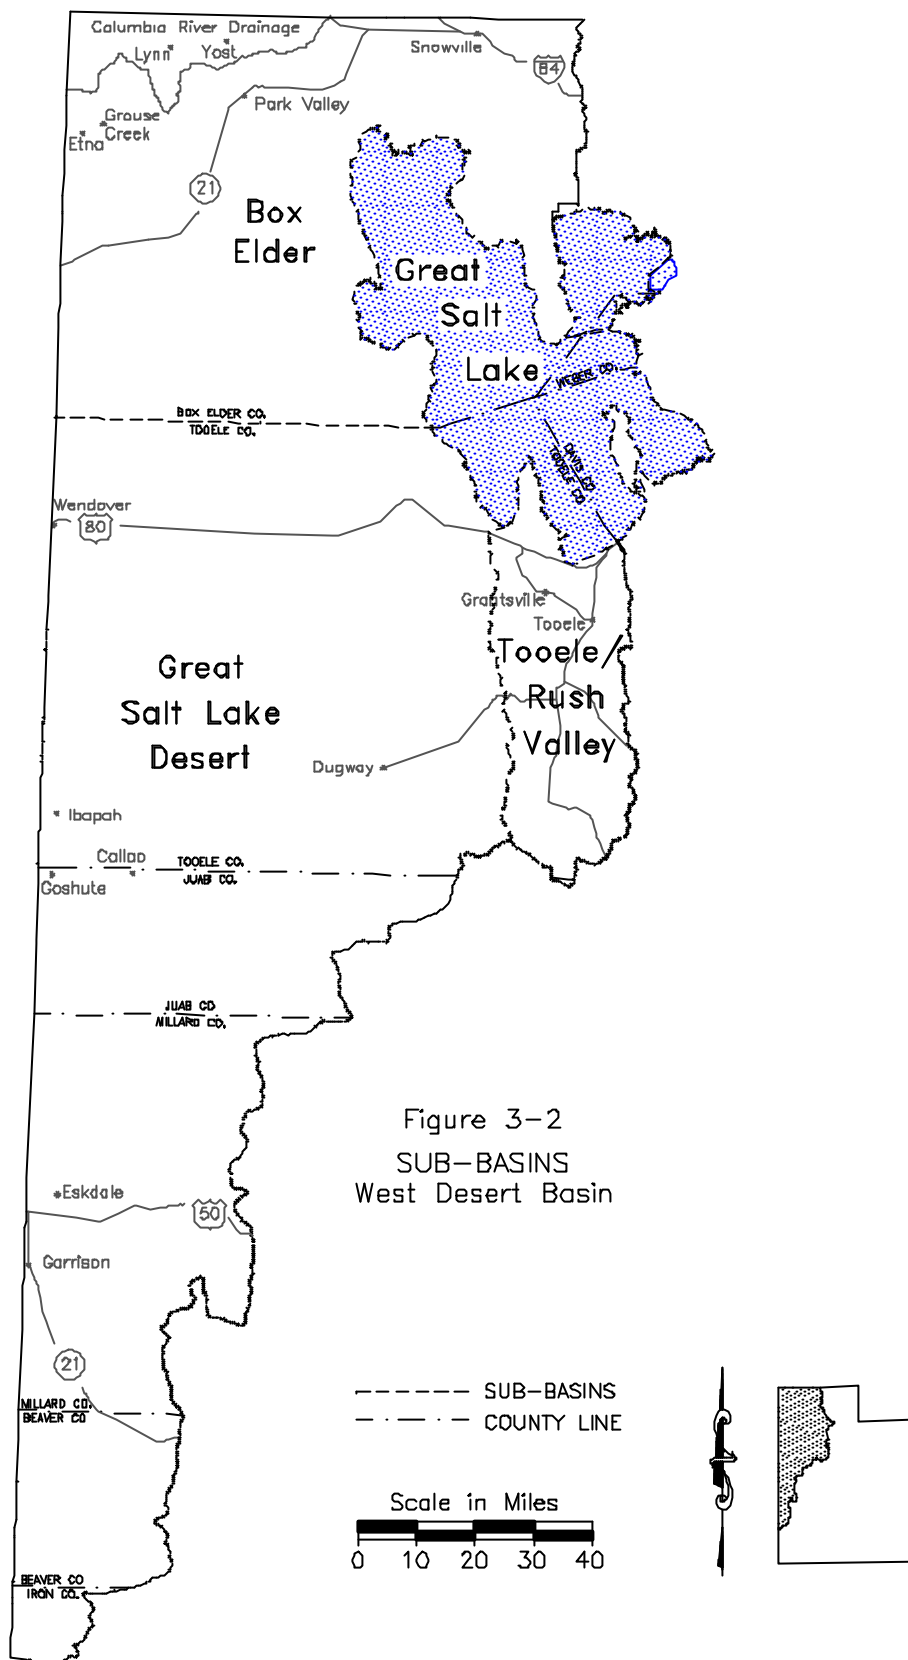 Calumbia River Drainage
Lynn
Yost
Snowville
84
Park Valley
Grouse
Creek
Etna
21
Box
Elder
Great
Salt
Lake
WEBER CO.
BOX ELDER CO.
TOOELE CO.
DAVIS CO
TOOELE CO
Wendover
80
Grantsville
Tooele
Tooele/
Rush
Valley
Great
Salt Lake
Desert
Dugway
Ibapah
Callao
TOOELE CO.
JUAB CO.
Goshute
JUAB CO
MILLARD CO.
Figure 3-2
SUB-BASINS
West Desert Basin
Eskdale
50
Garrison
21
MILLARD CO.
BEAVER CO
SUB-BASINS
COUNTY LINE
Scale in Miles
0 10 20 30 40
BEAVER CO
IRON CO.